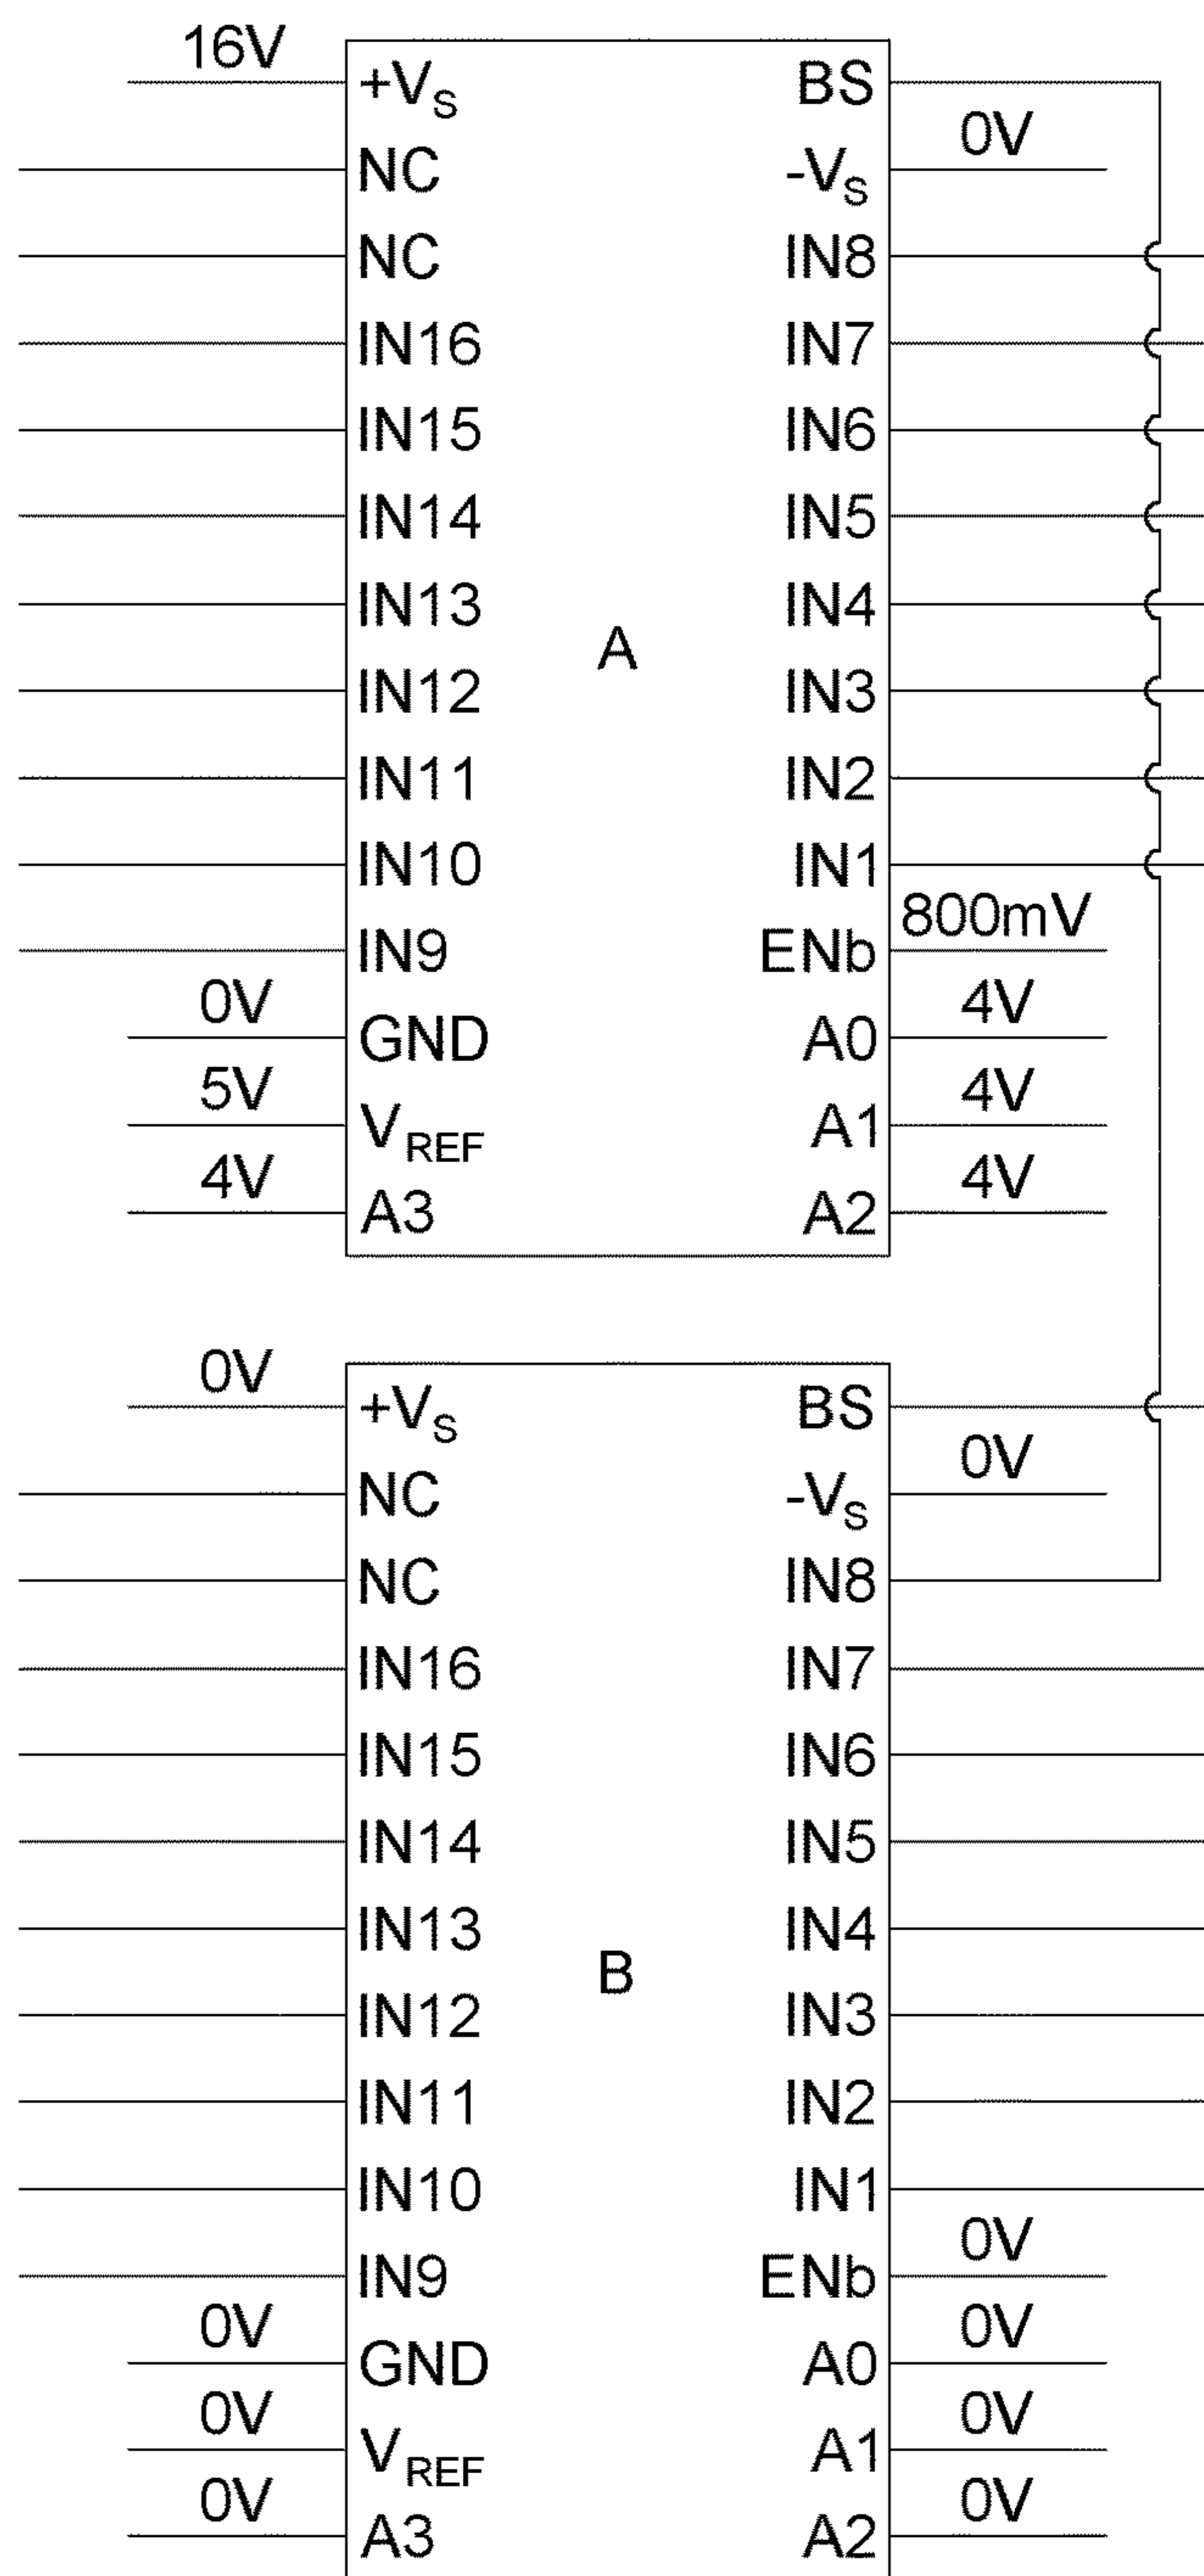 16V
+VS BS
0V
NC -VS
NC IN8
IN16 IN7
IN15 IN6
IN14 IN5
IN13 IN4
A
IN12 IN3
IN11 IN2
IN10 IN1
800mV
IN9 ENb
0V 4V
GND A0
5V 4V
VREF A1
4V 4V
A3 A2
0V
+VS BS
0V
NC -VS
NC IN8
IN16 IN7
IN15 IN6
IN14 IN5
IN13 IN4
B
IN12 IN3
IN11 IN2
IN10 IN1
0V
IN9 ENb
0V 0V
GND A0
0V 0V
VREF A1
0V 0V
A3 A2